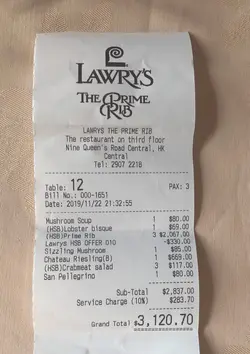 LAWRY'S
THE PRIME
RIB
LAWRYS THE PRIME RIB
The restaurant on third floor
Nine Queen's Road Central, HK
Central
Tel: 2907 2218
Table: 12 PAX: 3
Bill No.: 000-1651
Date: 2019/11/22 21:32:55
Mushroom Soup 1 $80.00
(HSB)Lobster bisque 1 $69.00
(HSB)Prime Rib 3 $2,067.00
Lawrys HSB OFFER 010 -$330.00
Sizzling Mushroom 1 $85.00
Chateau Riesling(B) 1 $669.00
(HSB)Crabmeat salad 3 $117.00
San Pellegrino 1 $80.00
Sub-Total $2,837.00
Service Charge (10%) $283.70
Grand Total $3,120.70